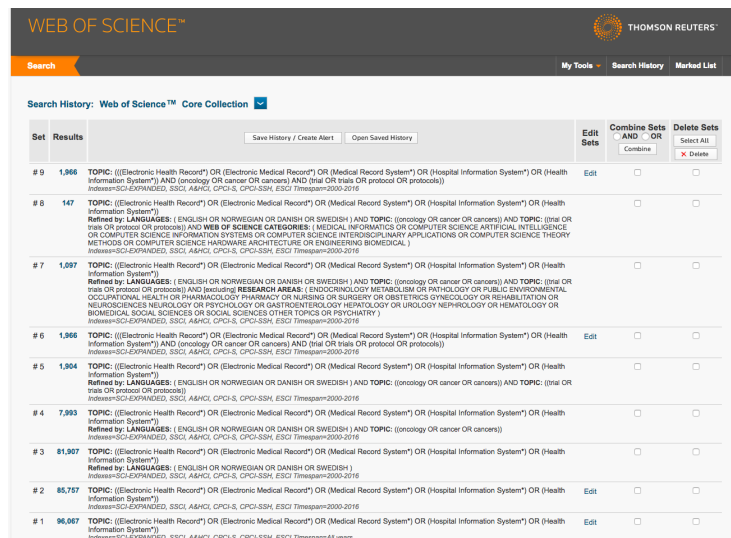 WEB OF SCIENCE™
THOMSON REUTERS™
Search
My Tools
Search History
Marked List
Search History: Web of Science™ Core Collection
Set
Results
Save History / Create Alert
Open Saved History
Edit Sets
Combine Sets
AND
OR
Combine
Delete Sets
Select All
✕ Delete
# 9
1,966
TOPIC: (((Electronic Health Record*) OR (Electronic Medical Record*) OR (Medical Record System*) OR (Hospital Information System*) OR (Health
Information System*)) AND (oncology OR cancer OR cancers) AND (trial OR trials OR protocol OR protocols))
Indexes=SCI-EXPANDED, SSCI, A&HCI, CPCI-S, CPCI-SSH, ESCI Timespan=2000-2016
Edit
# 8
147
TOPIC: ((Electronic Health Record*) OR (Electronic Medical Record*) OR (Medical Record System*) OR (Hospital Information System*) OR (Health
Information System*))
Refined by: LANGUAGES: ( ENGLISH OR NORWEGIAN OR DANISH OR SWEDISH ) AND TOPIC: ((oncology OR cancer OR cancers)) AND TOPIC: ((trial OR
trials OR protocol OR protocols)) AND WEB OF SCIENCE CATEGORIES: ( MEDICAL INFORMATICS OR COMPUTER SCIENCE ARTIFICIAL INTELLIGENCE
OR COMPUTER SCIENCE INFORMATION SYSTEMS OR COMPUTER SCIENCE INTERDISCIPLINARY APPLICATIONS OR COMPUTER SCIENCE THEORY
METHODS OR COMPUTER SCIENCE HARDWARE ARCHITECTURE OR ENGINEERING BIOMEDICAL )
Indexes=SCI-EXPANDED, SSCI, A&HCI, CPCI-S, CPCI-SSH, ESCI Timespan=2000-2016
# 7
1,097
TOPIC: ((Electronic Health Record*) OR (Electronic Medical Record*) OR (Medical Record System*) OR (Hospital Information System*) OR (Health
Information System*))
Refined by: LANGUAGES: ( ENGLISH OR NORWEGIAN OR DANISH OR SWEDISH ) AND TOPIC: ((oncology OR cancer OR cancers)) AND TOPIC: ((trial OR
trials OR protocol OR protocols)) AND [excluding] RESEARCH AREAS: ( ENDOCRINOLOGY METABOLISM OR PATHOLOGY OR PUBLIC ENVIRONMENTAL
OCCUPATIONAL HEALTH OR PHARMACOLOGY PHARMACY OR NURSING OR SURGERY OR OBSTETRICS GYNECOLOGY OR REHABILITATION OR
NEUROSCIENCES NEUROLOGY OR PSYCHOLOGY OR GASTROENTEROLOGY HEPATOLOGY OR UROLOGY NEPHROLOGY OR HEMATOLOGY OR
BIOMEDICAL SOCIAL SCIENCES OR SOCIAL SCIENCES OTHER TOPICS OR PSYCHIATRY )
Indexes=SCI-EXPANDED, SSCI, A&HCI, CPCI-S, CPCI-SSH, ESCI Timespan=2000-2016
# 6
1,966
TOPIC: (((Electronic Health Record*) OR (Electronic Medical Record*) OR (Medical Record System*) OR (Hospital Information System*) OR (Health
Information System*)) AND (oncology OR cancer OR cancers) AND (trial OR trials OR protocol OR protocols))
Indexes=SCI-EXPANDED, SSCI, A&HCI, CPCI-S, CPCI-SSH, ESCI Timespan=2000-2016
Edit
# 5
1,904
TOPIC: ((Electronic Health Record*) OR (Electronic Medical Record*) OR (Medical Record System*) OR (Hospital Information System*) OR (Health
Information System*))
Refined by: LANGUAGES: ( ENGLISH OR NORWEGIAN OR DANISH OR SWEDISH ) AND TOPIC: ((oncology OR cancer OR cancers)) AND TOPIC: ((trial OR
trials OR protocol OR protocols))
Indexes=SCI-EXPANDED, SSCI, A&HCI, CPCI-S, CPCI-SSH, ESCI Timespan=2000-2016
# 4
7,993
TOPIC: ((Electronic Health Record*) OR (Electronic Medical Record*) OR (Medical Record System*) OR (Hospital Information System*) OR (Health
Information System*))
Refined by: LANGUAGES: ( ENGLISH OR NORWEGIAN OR DANISH OR SWEDISH ) AND TOPIC: ((oncology OR cancer OR cancers))
Indexes=SCI-EXPANDED, SSCI, A&HCI, CPCI-S, CPCI-SSH, ESCI Timespan=2000-2016
# 3
81,907
TOPIC: ((Electronic Health Record*) OR (Electronic Medical Record*) OR (Medical Record System*) OR (Hospital Information System*) OR (Health
Information System*))
Refined by: LANGUAGES: ( ENGLISH OR NORWEGIAN OR DANISH OR SWEDISH )
Indexes=SCI-EXPANDED, SSCI, A&HCI, CPCI-S, CPCI-SSH, ESCI Timespan=2000-2016
# 2
85,757
TOPIC: ((Electronic Health Record*) OR (Electronic Medical Record*) OR (Medical Record System*) OR (Hospital Information System*) OR (Health
Information System*))
Indexes=SCI-EXPANDED, SSCI, A&HCI, CPCI-S, CPCI-SSH, ESCI Timespan=2000-2016
Edit
# 1
96,067
TOPIC: ((Electronic Health Record*) OR (Electronic Medical Record*) OR (Medical Record System*) OR (Hospital Information System*) OR (Health
Information System*))
Indexes=SCI-EXPANDED, SSCI, A&HCI, CPCI-S, CPCI-SSH, ESCI Timespan=All years
Edit